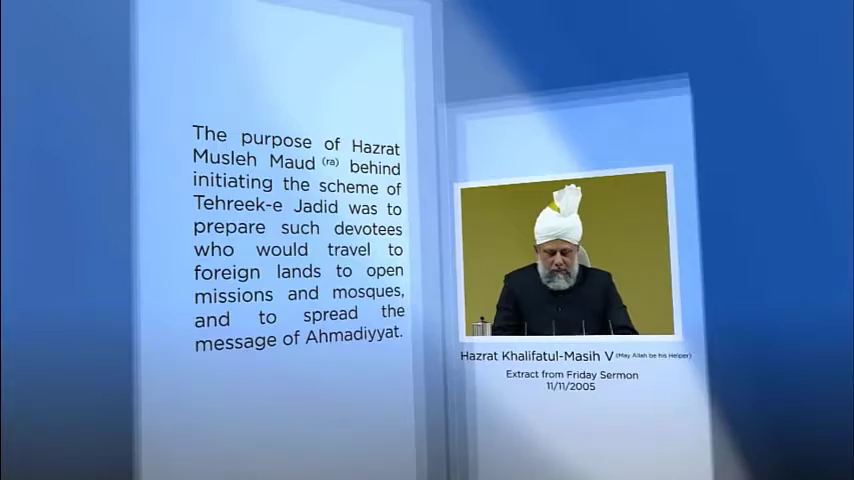 The purpose of Hazrat
Musleh Maud (ra) behind
initiating the scheme of
Tehreek-e Jadid was to
prepare such devotees
who would travel to
foreign lands to open
missions and mosques,
and to spread the
message of Ahmadiyyat.
Hazrat Khalifatul-Masih V (May Allah be his Helper)
Extract from Friday Sermon
11/11/2005